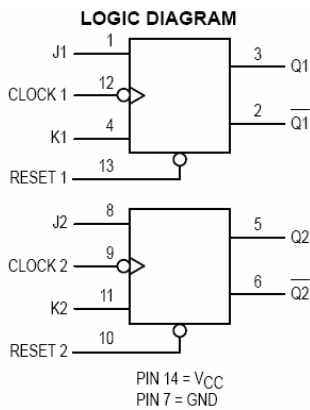 LOGIC DIAGRAM
J1 1
3 Q1
CLOCK 1 12
2 Q1
K1 4
RESET 1 13
J2 8
5 Q2
CLOCK 2 9
6 Q2
K2 11
RESET 2 10
PIN 14 = VCC
PIN 7 = GND